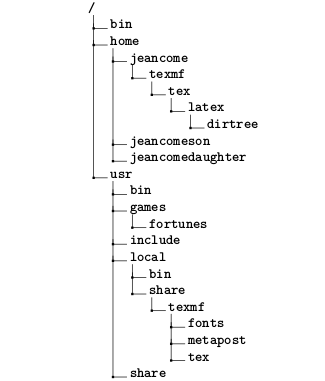 /
bin
home
jeancome
texmf
tex
latex
dirtree
jeancomeson
jeancomedaughter
usr
bin
games
fortunes
include
local
bin
share
texmf
fonts
metapost
tex
share